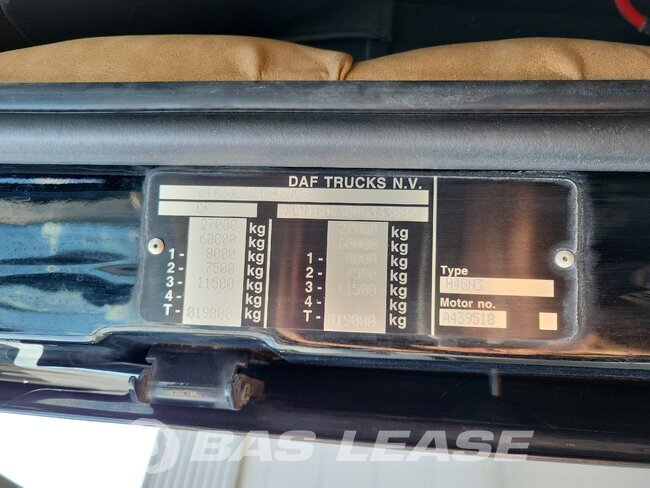 DAF TRUCKS N.V.
DK
27000 kg 27000 kg
60000 kg 60000 kg
1- 8000 kg 1- 8000 kg
2- 7500 kg 2- 7500 kg
3- 11500 kg 3- 11500 kg
4- kg 4- kg
T- 019000 kg T- 019000 kg
Type
H4GN3
Motor no.
A439518
BAS LEASE